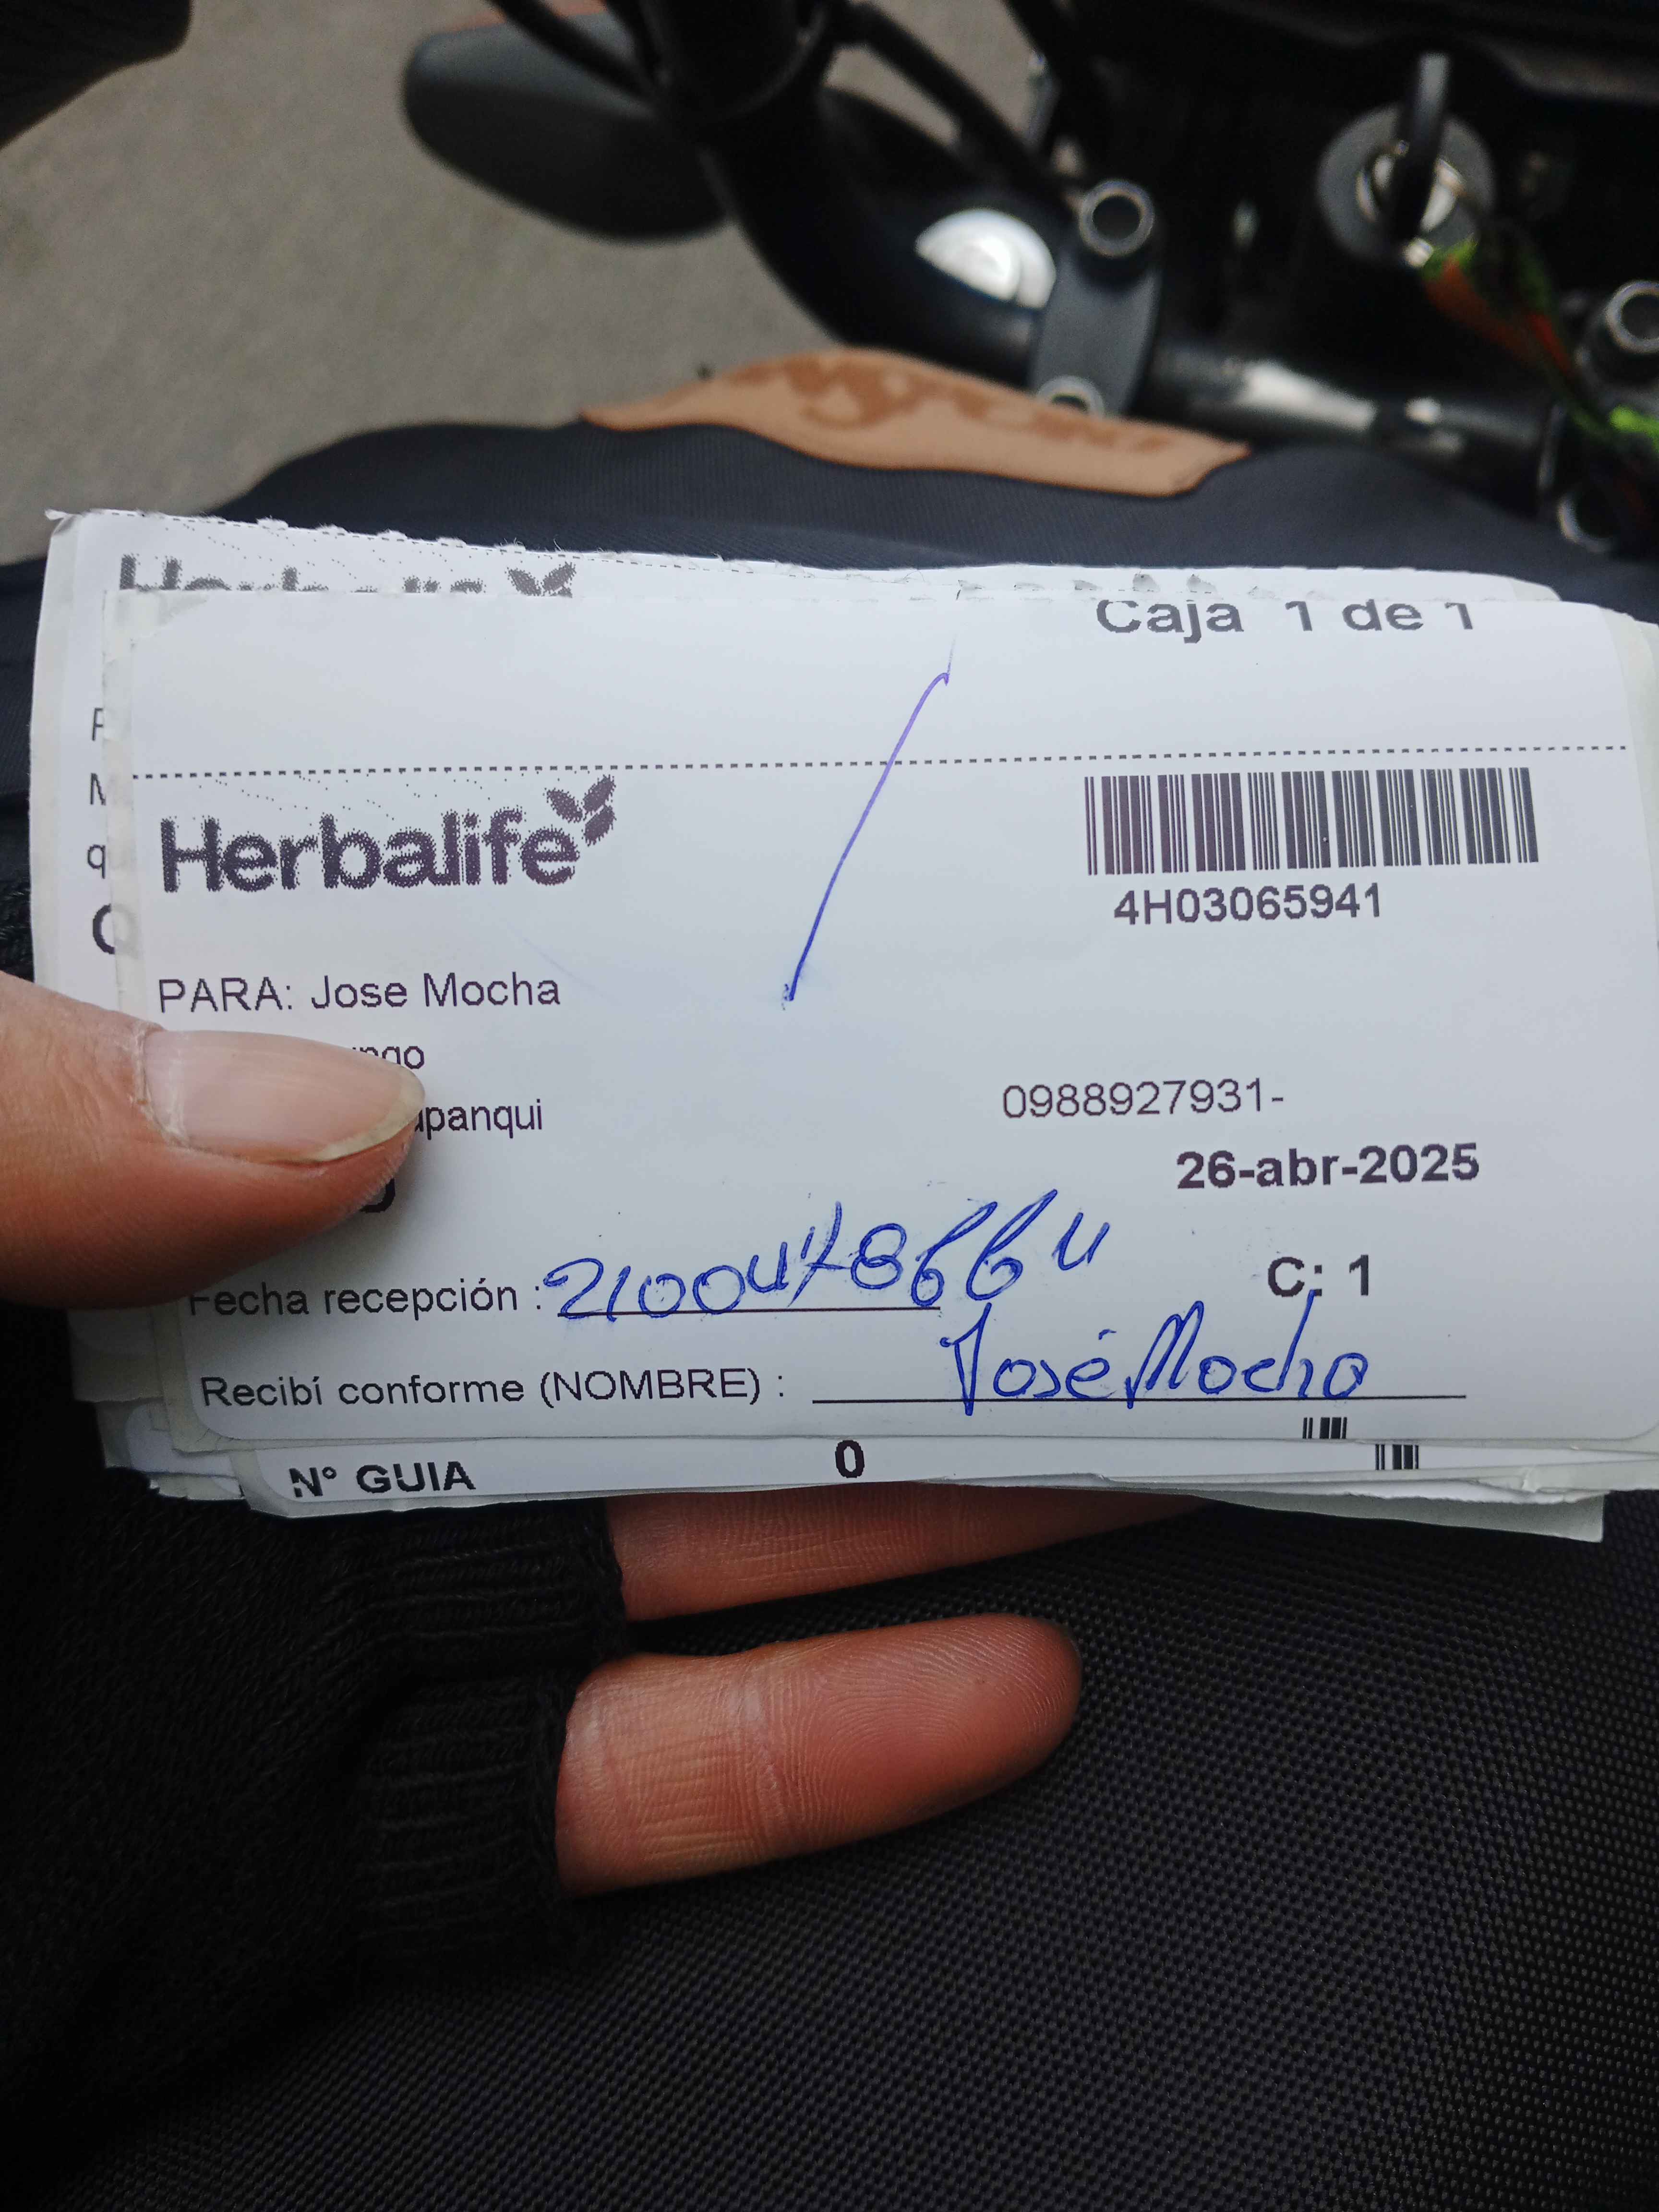 Caja 1 de 1
Herbalife
4H03065941
PARA: Jose Mocha
0988927931-
26-abr-2025
C: 1
Fecha recepción : 2100478664
Recibí conforme (NOMBRE) : José Mocha
N° GUIA 0